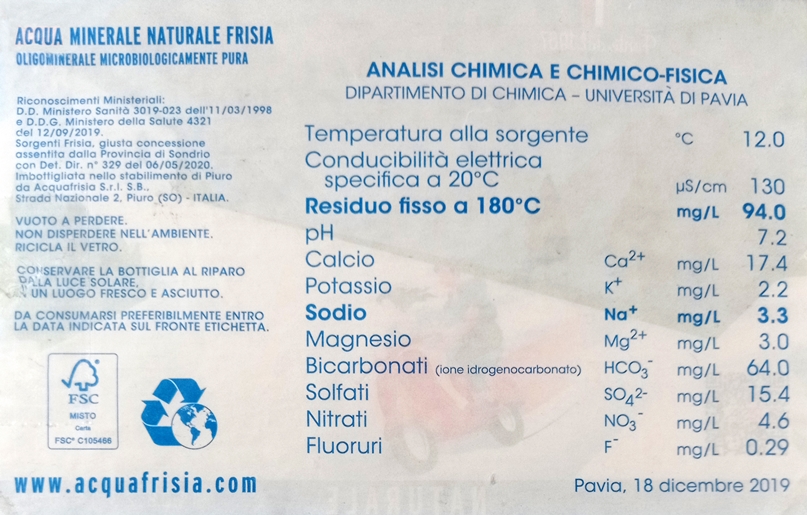 ACQUA MINERALE NATURALE FRISIA
OLIGOMINERALE MICROBIOLOGICAMENTE PURA
Riconoscimenti Ministeriali:
D.D. Ministero Sanità 3019-023 dell'11/03/1998
e D.D.G. Ministero della Salute 4321
del 12/09/2019.
Sorgenti Frisia, giusta concessione
assentita dalla Provincia di Sondrio
con Det. Dir. n° 329 del 06/05/2020.
Imbottigliata nello stabilimento di Piuro
da Acquafrisia S.r.l. S.B.,
Strada Nazionale 2, Piuro (SO) - ITALIA.
VUOTO A PERDERE.
NON DISPERDERE NELL'AMBIENTE.
RICICLA IL VETRO.
CONSERVARE LA BOTTIGLIA AL RIPARO
DALLA LUCE SOLARE,
UN LUOGO FRESCO E ASCIUTTO.
DA CONSUMARSI PREFERIBILMENTE ENTRO
LA DATA INDICATA SUL FRONTE ETICHETTA.
FSC
MISTO
Carta
FSC® C105466
www.acquafrisia.com
ANALISI CHIMICA E CHIMICO-FISICA
DIPARTIMENTO DI CHIMICA – UNIVERSITÀ DI PAVIA
Temperatura alla sorgente °C 12.0
Conducibilità elettrica
specifica a 20°C µS/cm 130
Residuo fisso a 180°C mg/L 94.0
pH 7.2
Calcio Ca²⁺ mg/L 17.4
Potassio K⁺ mg/L 2.2
Sodio Na⁺ mg/L 3.3
Magnesio Mg²⁺ mg/L 3.0
Bicarbonati (ione idrogenocarbonato) HCO₃⁻ mg/L 64.0
Solfati SO₄²⁻ mg/L 15.4
Nitrati NO₃⁻ mg/L 4.6
Fluoruri F⁻ mg/L 0.29
Pavia, 18 dicembre 2019